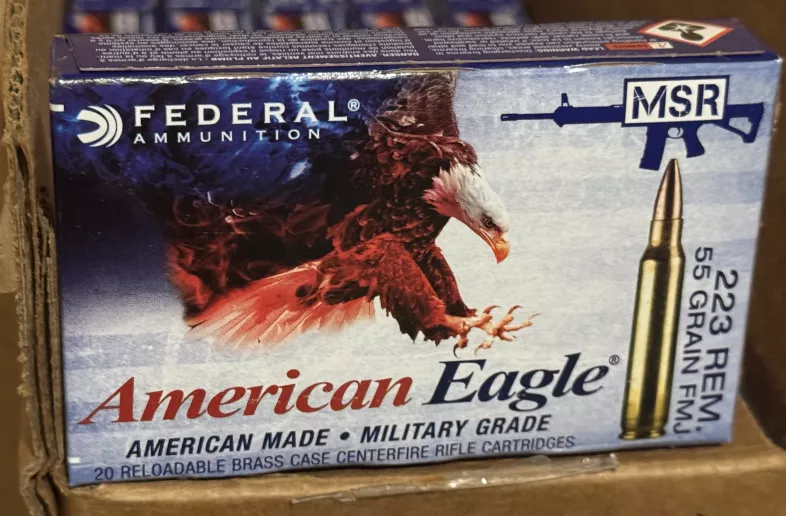 FEDERAL®
AMMUNITION
MSR
223 REM.
55 GRAIN FMJ
American Eagle®
AMERICAN MADE • MILITARY GRADE
20 RELOADABLE BRASS CASE CENTERFIRE RIFLE CARTRIDGES